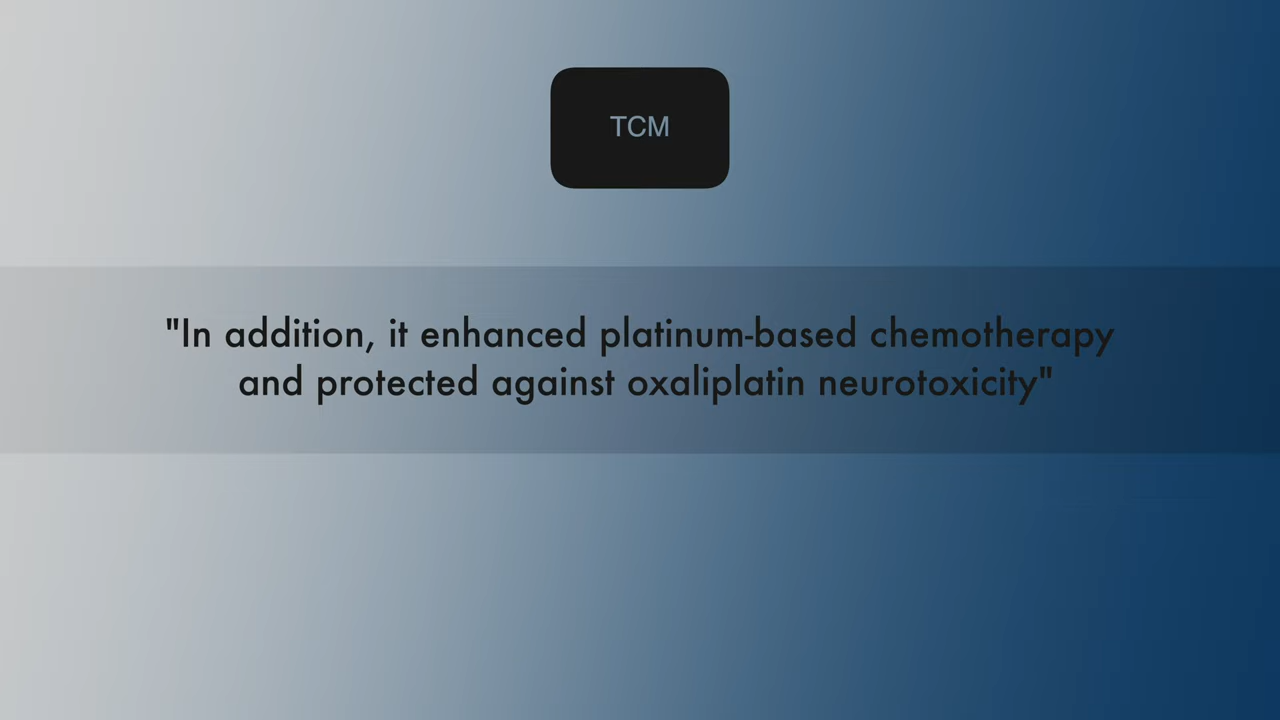 TCM
"In addition, it enhanced platinum-based chemotherapy
and protected against oxaliplatin neurotoxicity"